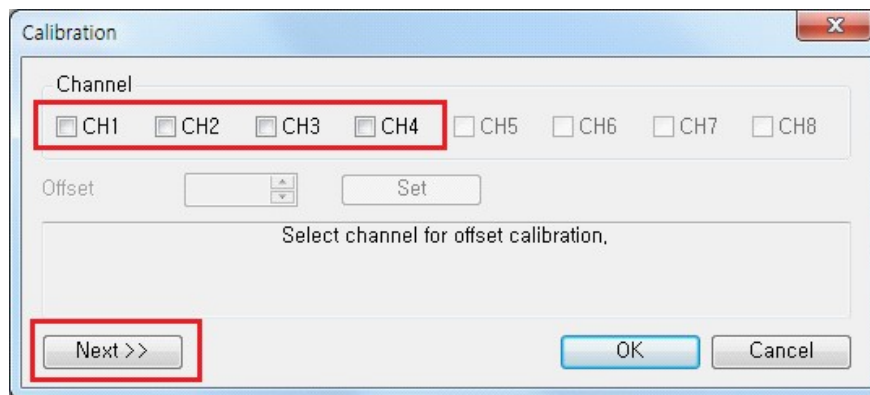 Calibration
Channel
CH1 CH2 CH3 CH4 CH5 CH6 CH7 CH8
Offset Set
Select channel for offset calibration,
Next >> OK Cancel